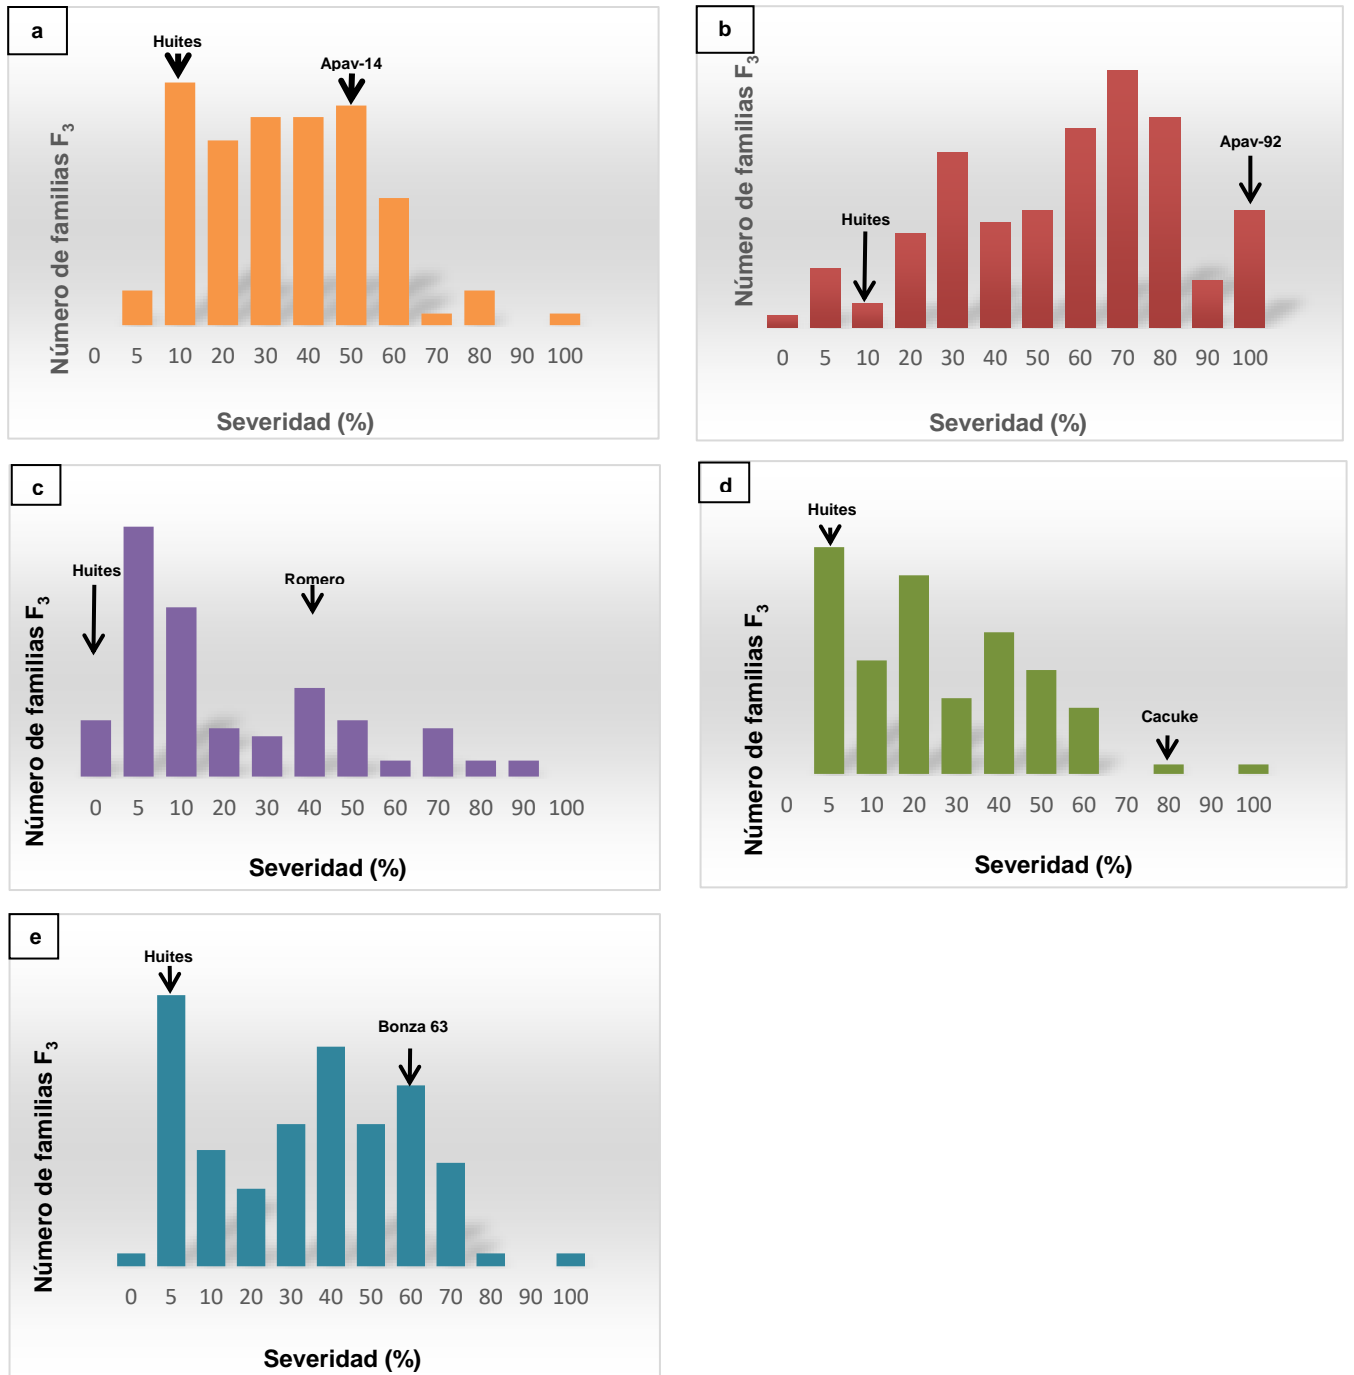 a
Huites
Apav-14
Número de familias F3
0 5 10 20 30 40 50 60 70 80 90 100
Severidad (%)
b
Huites
Apav-92
Número de familias F3
0 5 10 20 30 40 50 60 70 80 90 100
Severidad (%)
c
Huites
Romero
Número de familias F3
0 5 10 20 30 40 50 60 70 80 90 100
Severidad (%)
d
Huites
Cacuke
Número de familias F3
0 5 10 20 30 40 50 60 70 80 90 100
Severidad (%)
e
Huites
Bonza 63
Número de familias F3
0 5 10 20 30 40 50 60 70 80 90 100
Severidad (%)